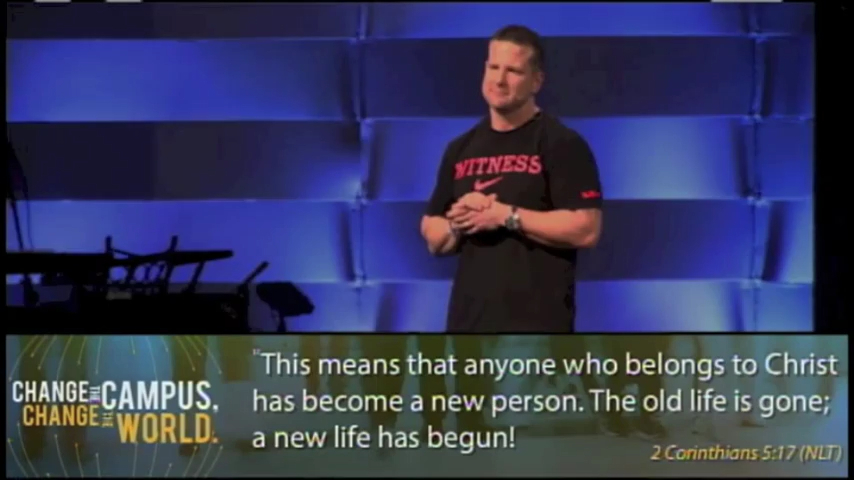 WITNESS
CHANGE THE CAMPUS,
CHANGE THE WORLD.
"This means that anyone who belongs to Christ
has become a new person. The old life is gone;
a new life has begun!
2 Corinthians 5:17 (NLT)